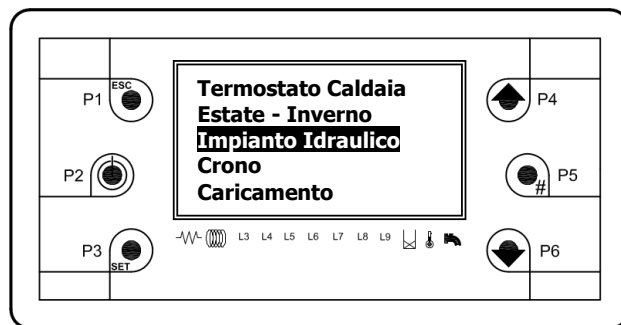 ESC
P1
P2
P3
SET
Termostato Caldaia
Estate - Inverno
Impianto Idraulico
Crono
Caricamento
L3 L4 L5 L6 L7 L8 L9
P4
P5
#
P6